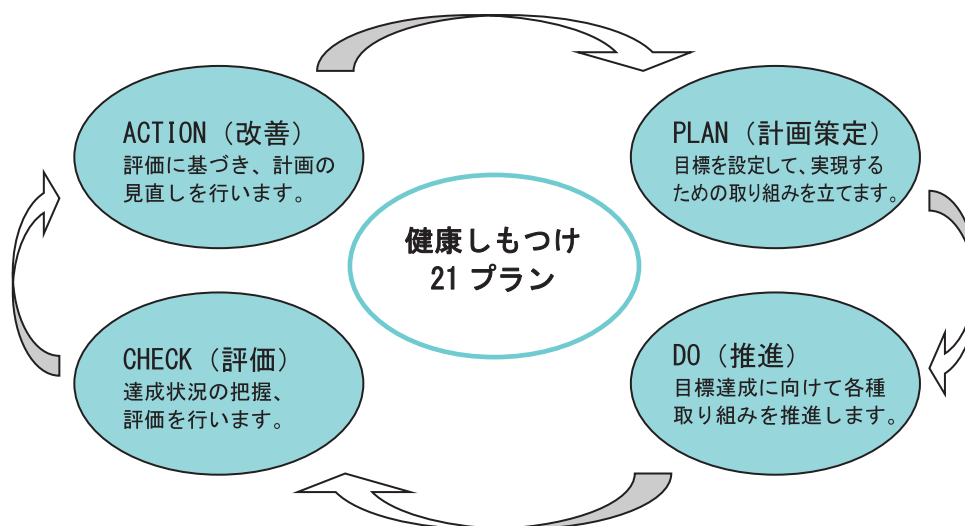 ACTION（改善）
評価に基づき、計画の
見直しを行います。
PLAN（計画策定）
目標を設定して、実現する
ための取り組みを立てます。
健康しもつけ
21 プラン
CHECK（評価）
達成状況の把握、
評価を行います。
DO（推進）
目標達成に向けて各種
取り組みを推進します。